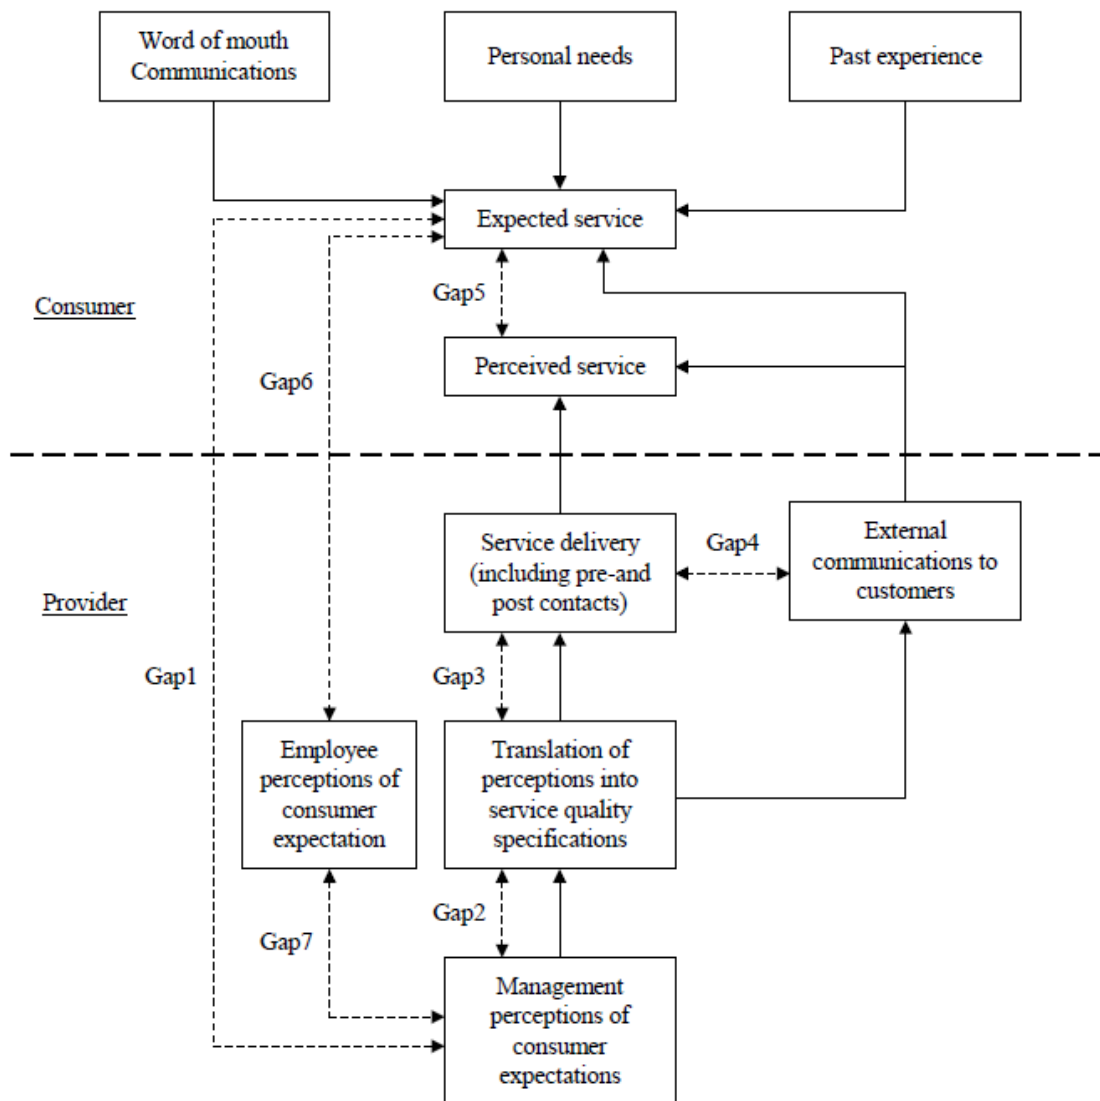 Word of mouth
Communications
Personal needs
Past experience
Expected service
Gap5
Consumer
Perceived service
Gap6
Service delivery
(including pre-and
post contacts)
Gap4
External
communications to
customers
Provider
Gap1
Gap3
Employee
perceptions of
consumer
expectation
Translation of
perceptions into
service quality
specifications
Gap2
Gap7
Management
perceptions of
consumer
expectations